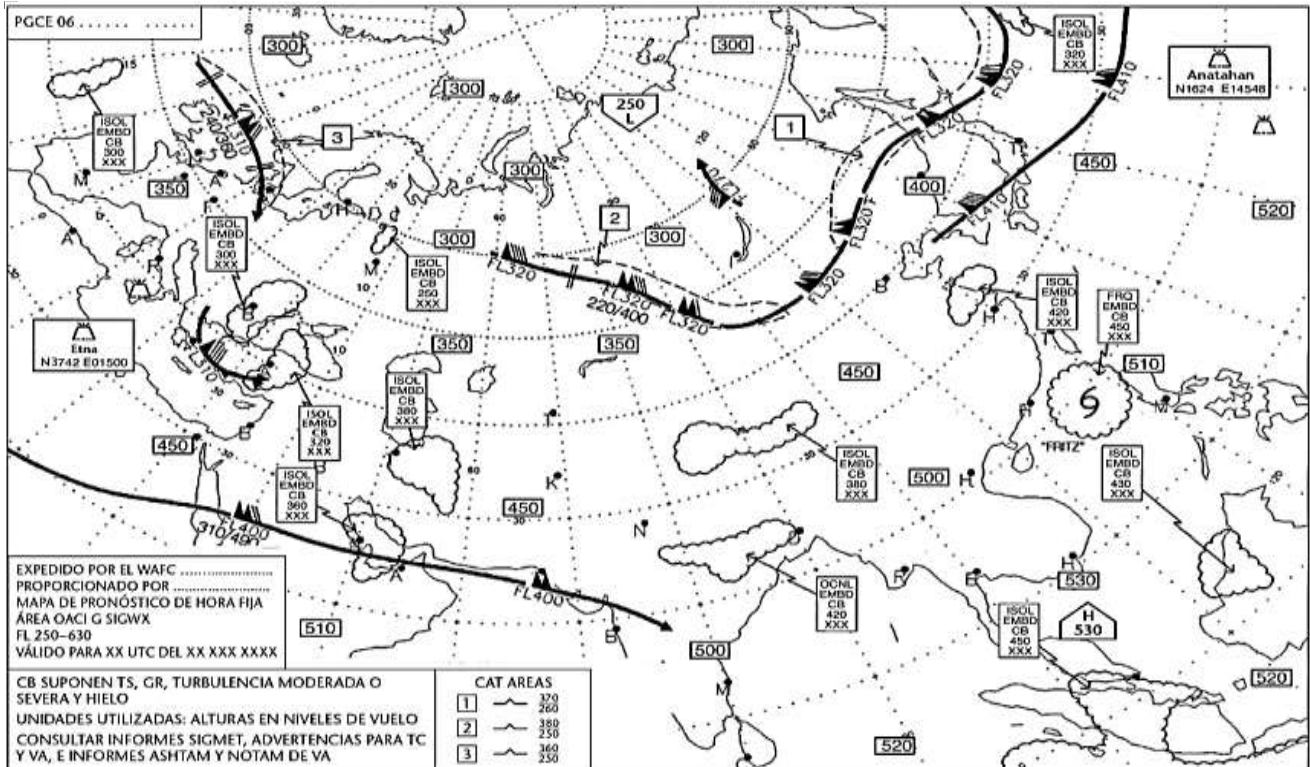 PGCE 06 .......... ..........
300
300
300
300
300
300
300
250
L
ISOL
EMBD
CB
320
XXX
Anatahan
N1624 E14548
ISOL
EMBD
CB
300
XXX
3
1
2
350
FL310
240/380
FL320
FL410
FL320
450
400
520
FL410
FL320
FL270
ISOL
EMBD
CB
300
XXX
ISOL
EMBD
CB
250
XXX
FL320
FL320
220/400
FL320
FL320
ISOL
EMBD
CB
420
XXX
FRQ
EMBD
CB
450
XXX
Etna
N3742 E01500
FL310
350
350
450
510
ISOL
EMBD
CB
380
XXX
ISOL
EMBD
CB
320
XXX
"FRITZ"
450
ISOL
EMBD
CB
360
XXX
ISOL
EMBD
CB
380
XXX
500
ISOL
EMBD
CB
430
XXX
450
FL400
310/490
FL400
OCNL
EMBD
CB
420
XXX
530
ISOL
EMBD
CB
450
XXX
H
530
510
500
520
520
EXPEDIDO POR EL WAFC ......................
PROPORCIONADO POR ......................
MAPA DE PRONÓSTICO DE HORA FIJA
ÁREA OACI G SIGWX
FL 250–630
VÁLIDO PARA XX UTC DEL XX XXX XXXX
CB SUPONEN TS, GR, TURBULENCIA MODERADA O
SEVERA Y HIELO
UNIDADES UTILIZADAS: ALTURAS EN NIVELES DE VUELO
CONSULTAR INFORMES SIGMET, ADVERTENCIAS PARA TC
Y VA, E INFORMES ASHTAM Y NOTAM DE VA
CAT AREAS
1 370
260
2 380
250
3 360
250